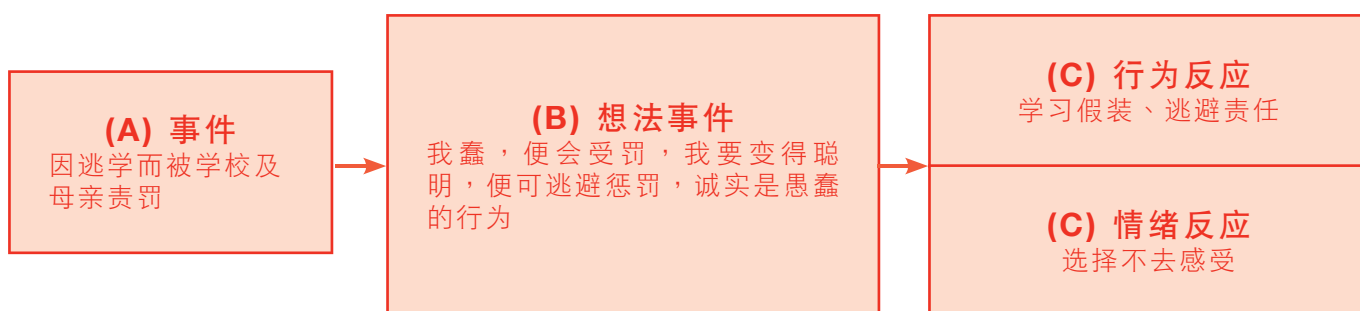 (A) 事件
因逃学而被学校及
母亲责罚
(B) 想法事件
我蠢，便会受罚，我要变得聪
明，便可逃避惩罚，诚实是愚蠢
的行为
(C) 行为反应
学习假装、逃避责任
(C) 情绪反应
选择不去感受